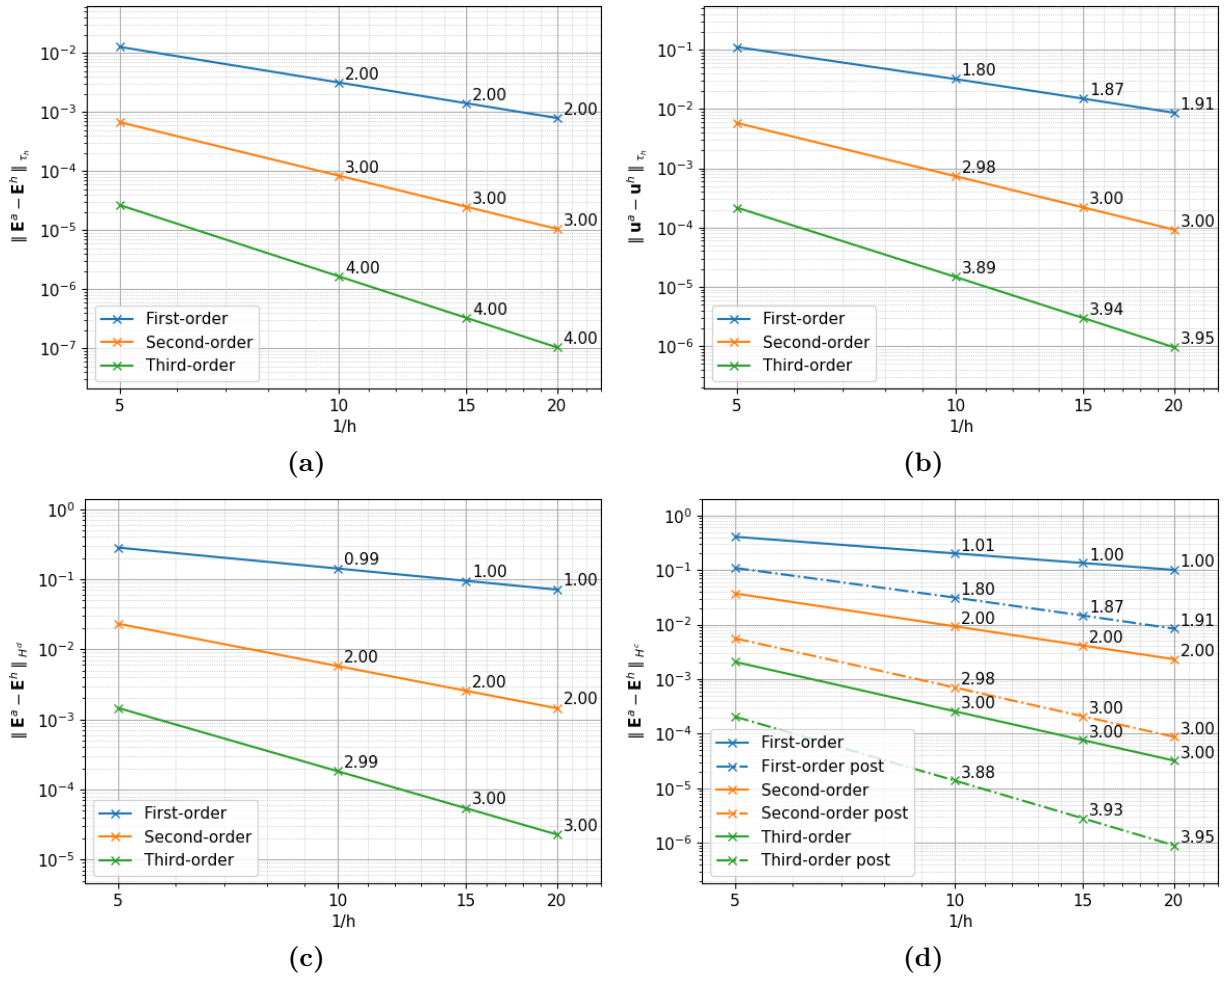 ‖ E^a − E^h ‖ τ_h
10^−2
10^−3
10^−4
10^−5
10^−6
10^−7
2.00
2.00
2.00
3.00
3.00
3.00
4.00
4.00
4.00
First-order
Second-order
Third-order
5 10 15 20
1/h
(a)
‖ u^a − u^h ‖ τ_h
10^−1
10^−2
10^−3
10^−4
10^−5
10^−6
1.80
1.87
1.91
2.98
3.00
3.00
3.89
3.94
3.95
First-order
Second-order
Third-order
5 10 15 20
1/h
(b)
‖ E^a − E^h ‖ H^d
10^0
10^−1
10^−2
10^−3
10^−4
10^−5
0.99
1.00
1.00
2.00
2.00
2.00
2.99
3.00
3.00
First-order
Second-order
Third-order
5 10 15 20
1/h
(c)
‖ E^a − E^h ‖ H^c
10^0
10^−1
10^−2
10^−3
10^−4
10^−5
10^−6
1.01
1.00
1.00
1.80
1.87
1.91
2.00
2.00
2.00
2.98
3.00
3.00
3.00
3.00
3.00
3.88
3.93
3.95
First-order
First-order post
Second-order
Second-order post
Third-order
Third-order post
5 10 15 20
1/h
(d)